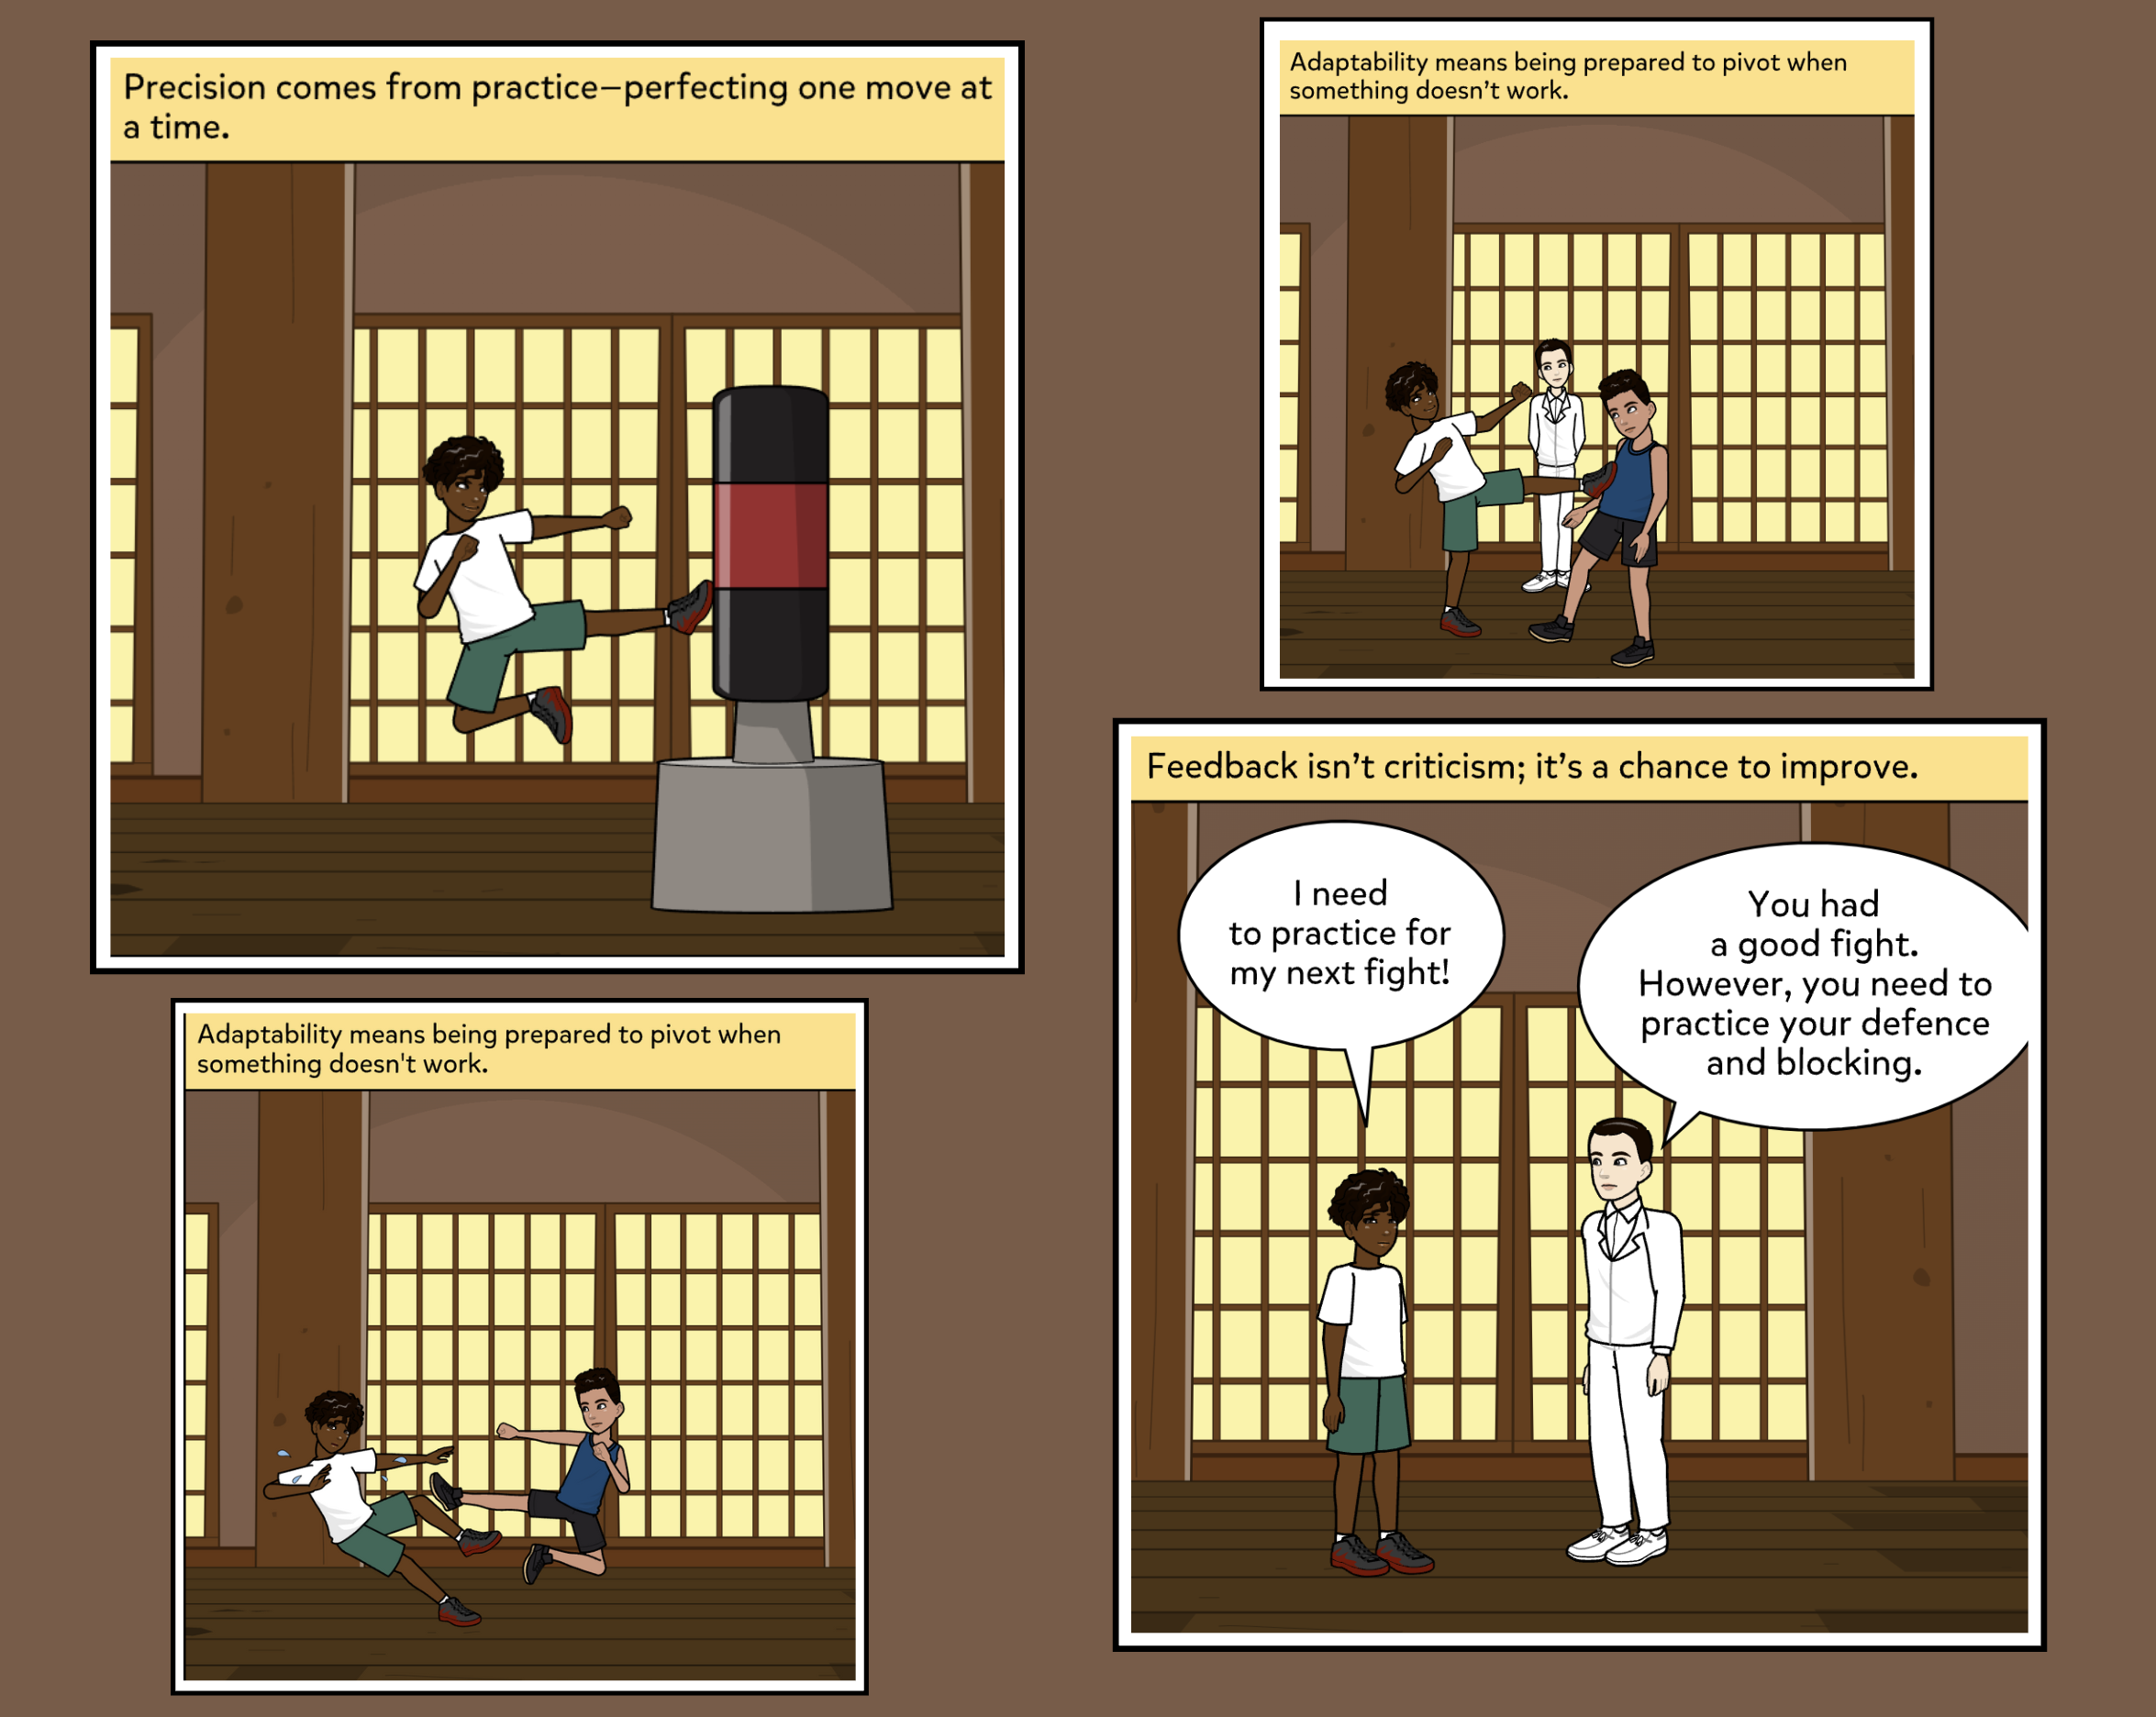 Precision comes from practice–perfecting one move at
a time.
Adaptability means being prepared to pivot when
something doesn’t work.
Adaptability means being prepared to pivot when
something doesn't work.
Feedback isn’t criticism; it’s a chance to improve.
I need
to practice for
my next fight!
You had
a good fight.
However, you need to
practice your defence
and blocking.